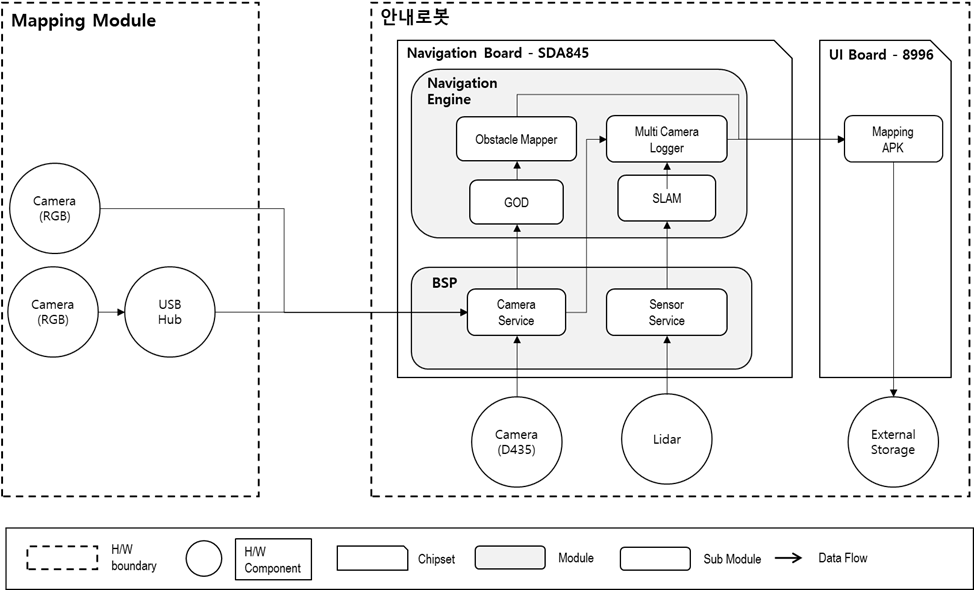 Mapping Module
안내로봇
Navigation Board - SDA845
UI Board - 8996
Navigation
Engine
Obstacle Mapper
Multi Camera
Logger
Mapping
APK
GOD
SLAM
Camera
(RGB)
Camera
(RGB)
USB
Hub
BSP
Camera
Service
Sensor
Service
Camera
(D435)
Lidar
External
Storage
H/W
boundary
H/W
Component
Chipset
Module
Sub Module
Data Flow